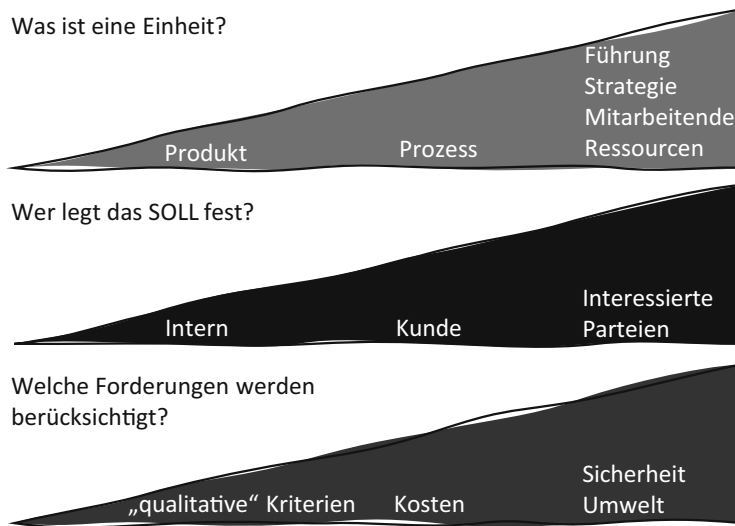 Was ist eine Einheit?
Führung
Strategie
Mitarbeitende
Produkt Prozess Ressourcen
Wer legt das SOLL fest?
Interessierte
Intern Kunde Parteien
Welche Forderungen werden
berücksichtigt?
Sicherheit
„qualitative“ Kriterien Kosten Umwelt